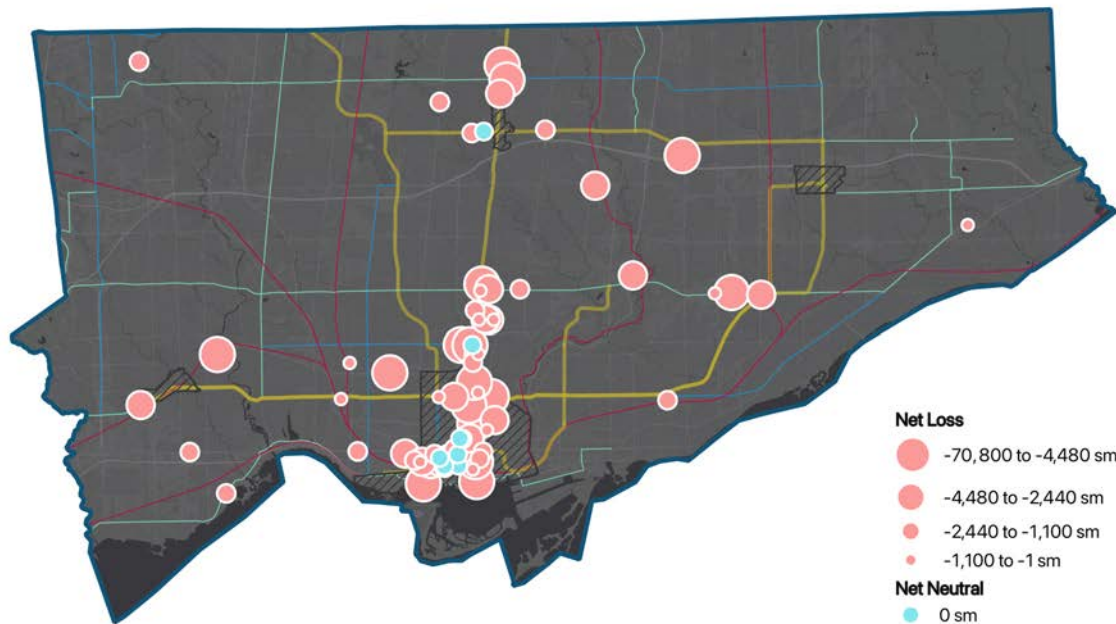 Net Loss
-70,800 to -4,480 sm
-4,480 to -2,440 sm
-2,440 to -1,100 sm
-1,100 to -1 sm
Net Neutral
0 sm